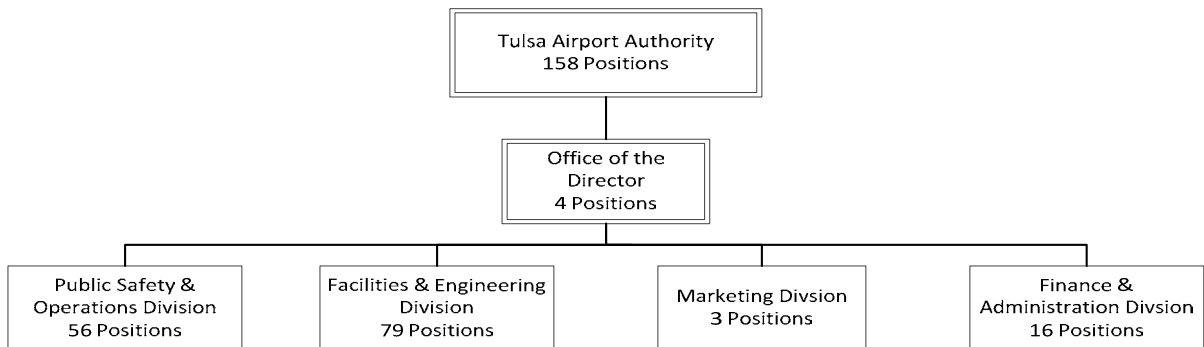 Tulsa Airport Authority
158 Positions
Office of the
Director
4 Positions
Public Safety &
Operations Division
56 Positions
Facilities & Engineering
Division
79 Positions
Marketing Divsion
3 Positions
Finance &
Administration Divsion
16 Positions